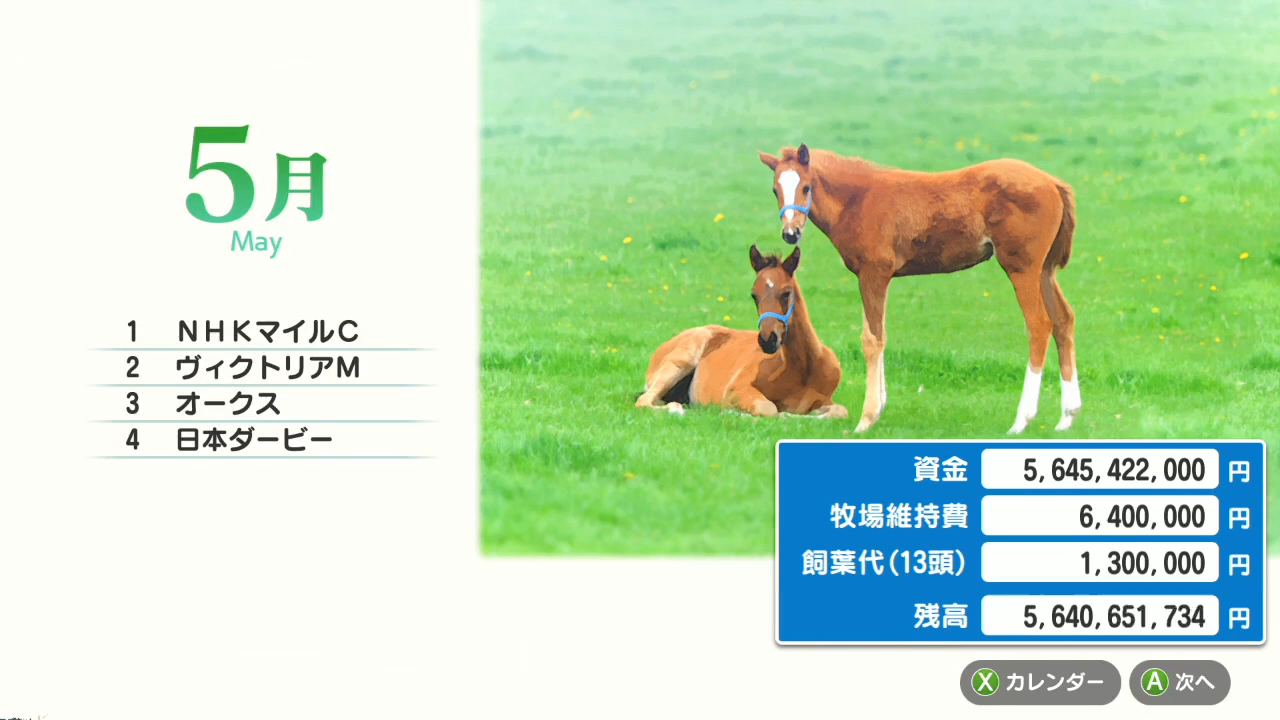 5月
May
1 NHKマイルC
2 ヴィクトリアM
3 オークス
4 日本ダービー
資金 5,645,422,000 円
牧場維持費 6,400,000 円
飼葉代(13頭) 1,300,000 円
残高 5,640,651,734 円
X カレンダー A 次へ